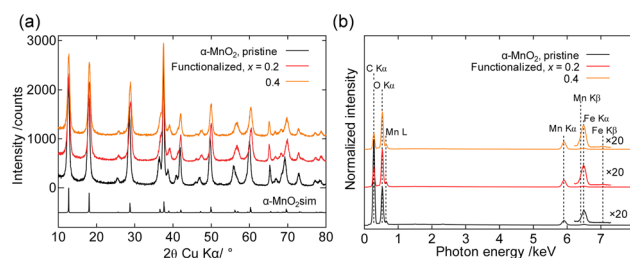 (a)
3000
2000
1000
0
Intensity /counts
α-MnO2, pristine
Functionalized, x = 0.2
0.4
α-MnO2sim
10 20 30 40 50 60 70 80
2θ Cu Kα/ °
(b)
Normalized intensity
α-MnO2, pristine
Functionalized, x = 0.2
0.4
C Kα
O Kα
Mn L
Mn Kα
Mn Kβ
Fe Kα
Fe Kβ
×20
×20
×20
0 1 2 3 4 5 6 7
Photon energy /keV